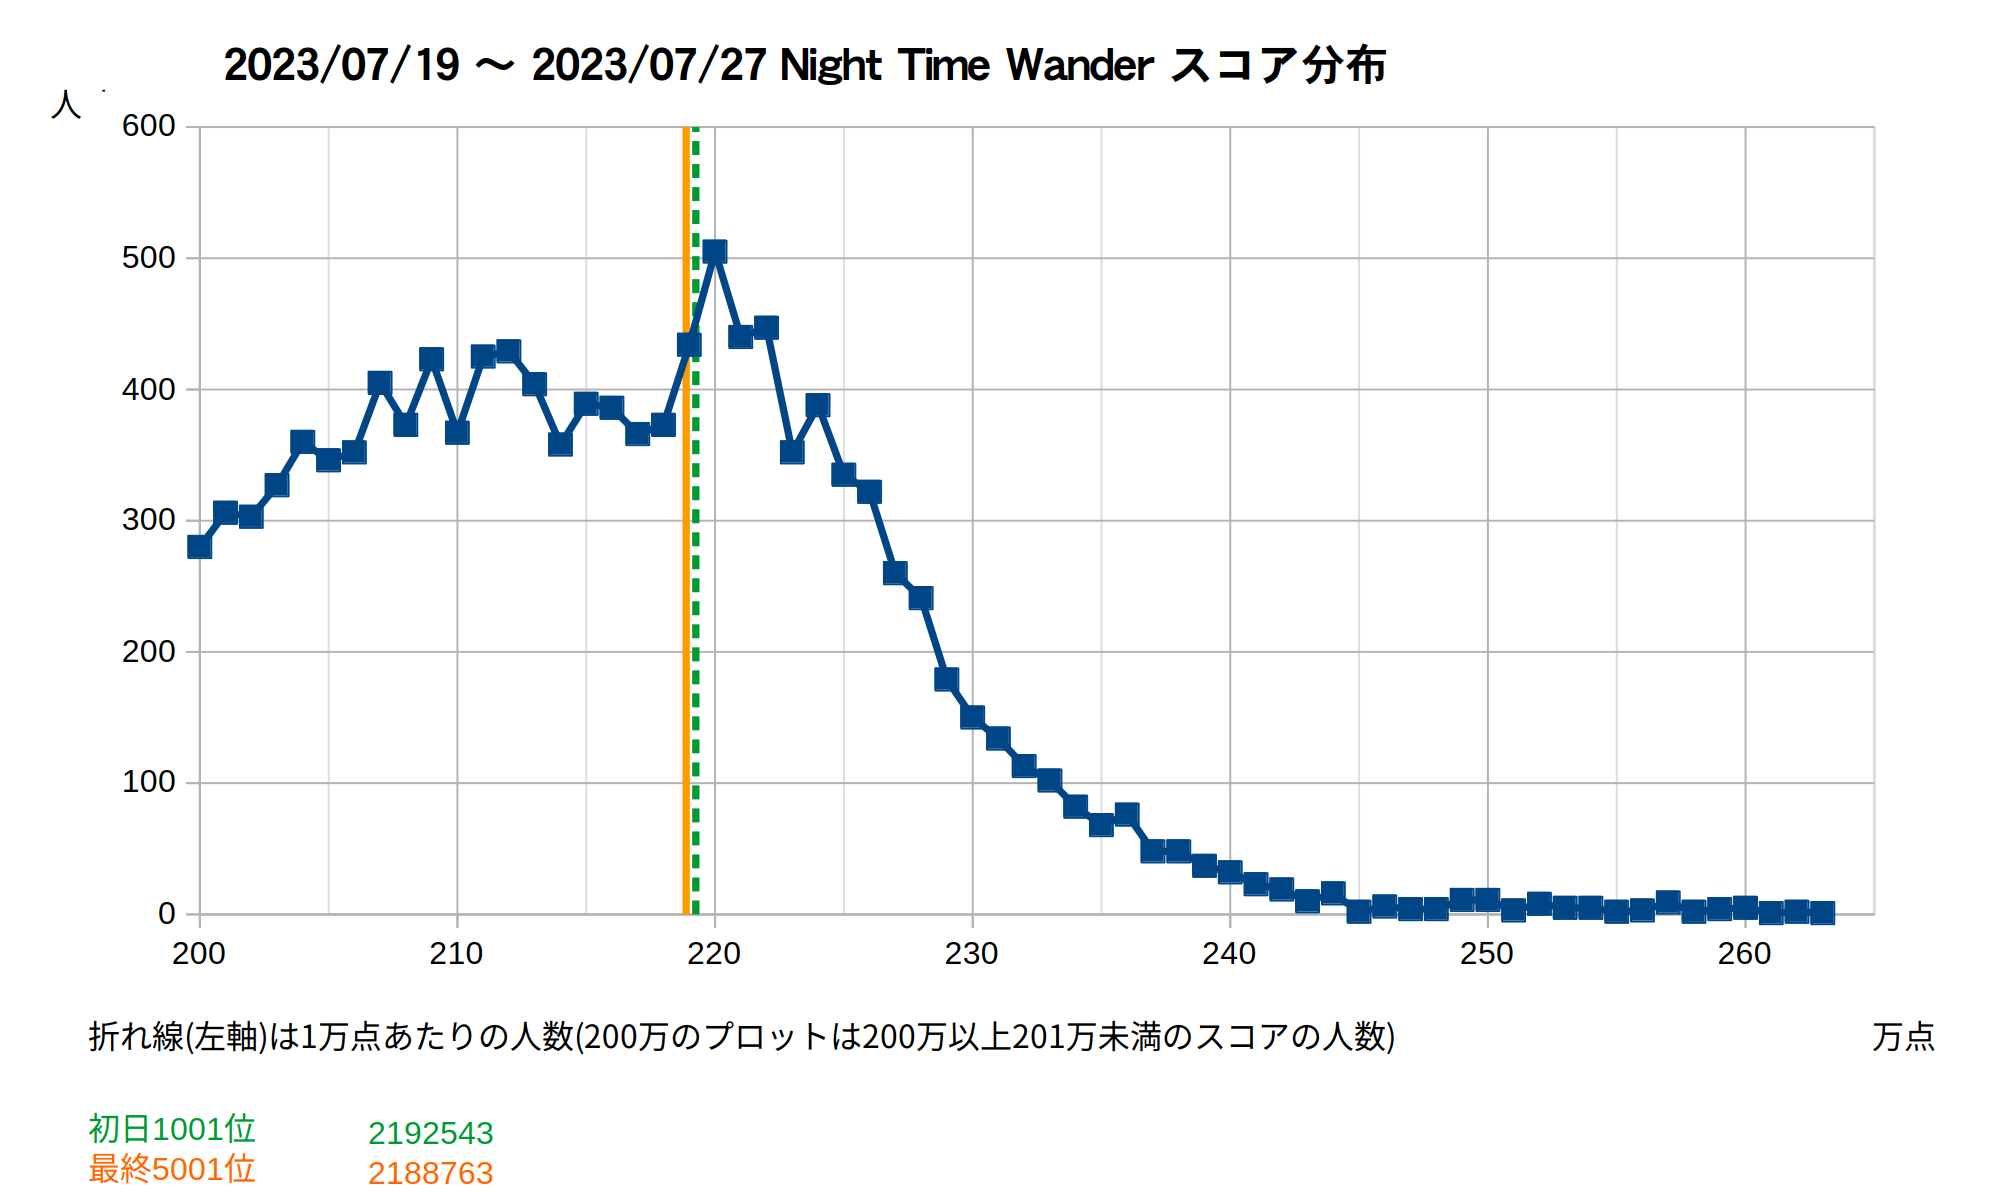 2023/07/19 ～ 2023/07/27 Night Time Wander スコア分布
人
600
500
400
300
200
100
0
200 210 220 230 240 250 260
折れ線(左軸)は1万点あたりの人数(200万のプロットは200万以上201万未満のスコアの人数) 万点
初日1001位 2192543
最終5001位 2188763